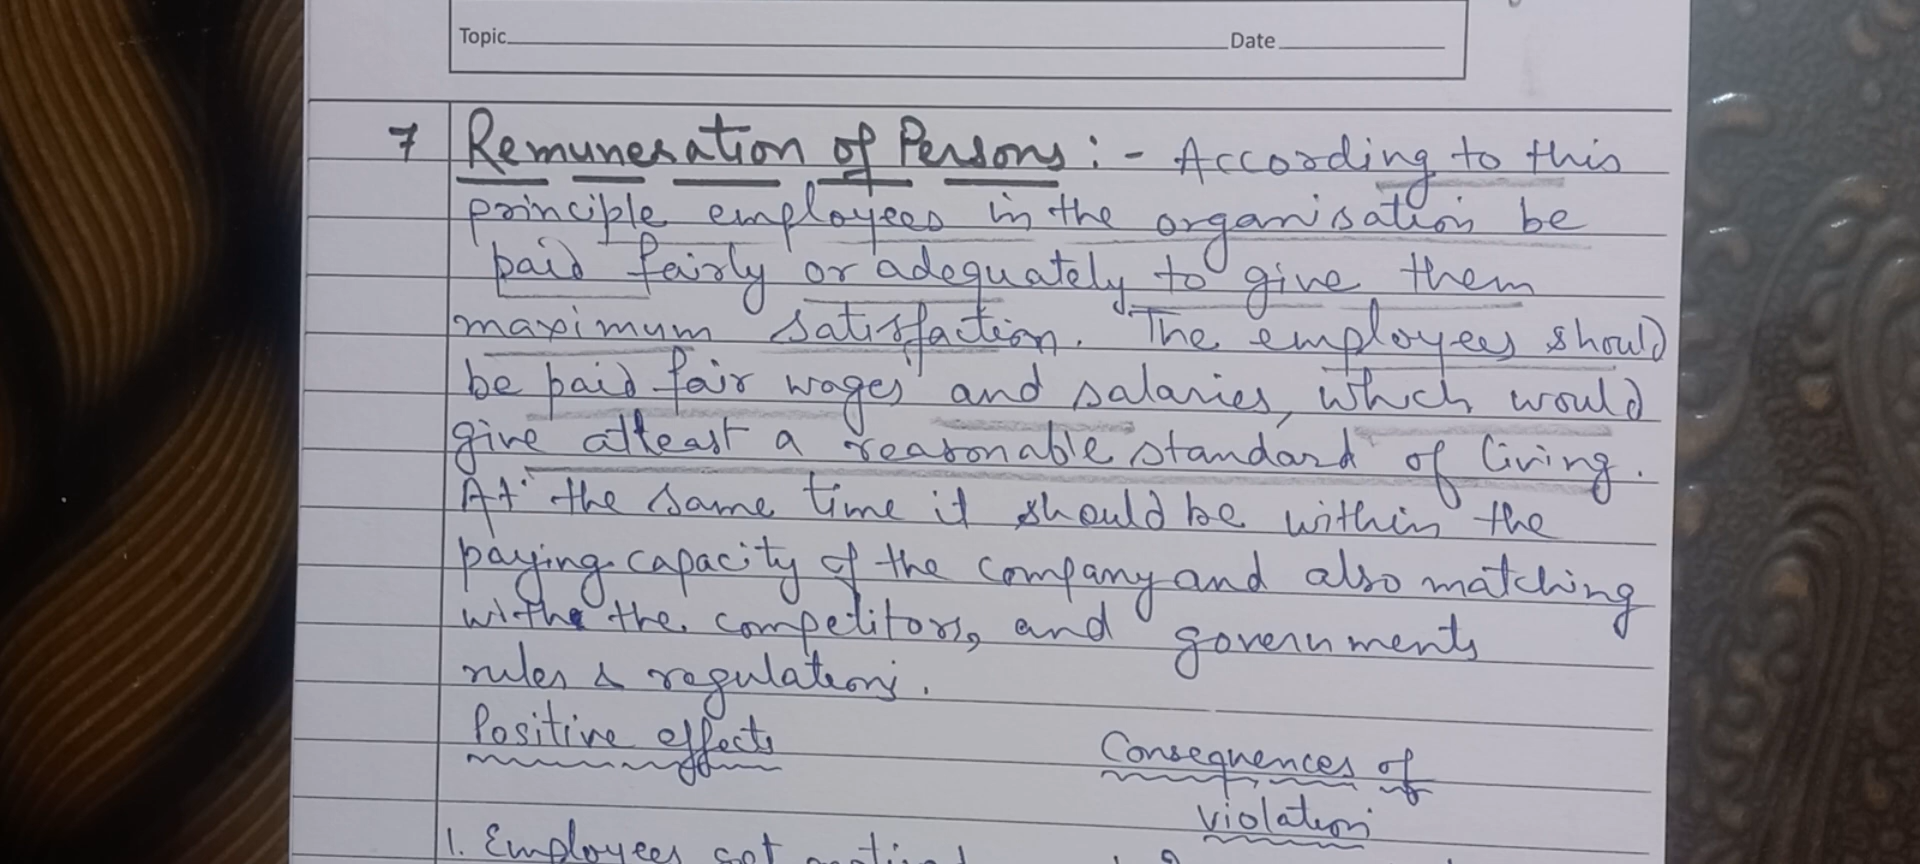 Topic Date
7 Remuneration of Persons : - According to this
principle employees in the organisation be
paid fairly or adequately to give them
maximum satisfaction. The employees should
be paid fair wages and salaries, which would
give atleast a reasonable standard of living.
At the same time it should be within the
paying capacity of the company and also matching
withe the competitors, and governments
rules & regulations.
Positive effects
Consequences of
violation
1. Employees get